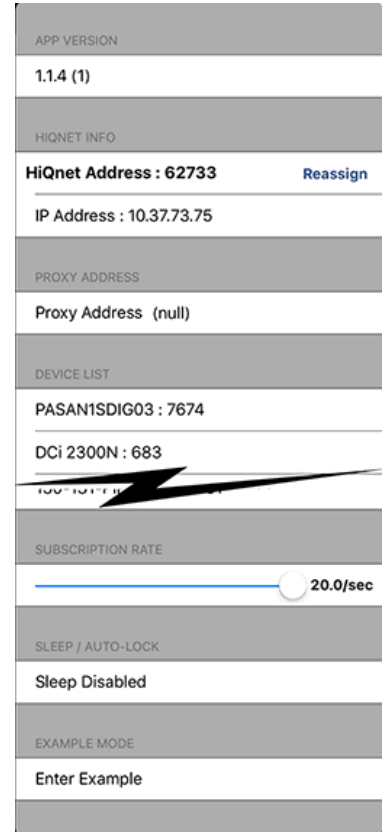 APP VERSION
1.1.4 (1)
HIQNET INFO
HiQnet Address : 62733 Reassign
IP Address : 10.37.73.75
PROXY ADDRESS
Proxy Address (null)
DEVICE LIST
PASAN1SDIG03 : 7674
DCi 2300N : 683
SUBSCRIPTION RATE
20.0/sec
SLEEP / AUTO-LOCK
Sleep Disabled
EXAMPLE MODE
Enter Example